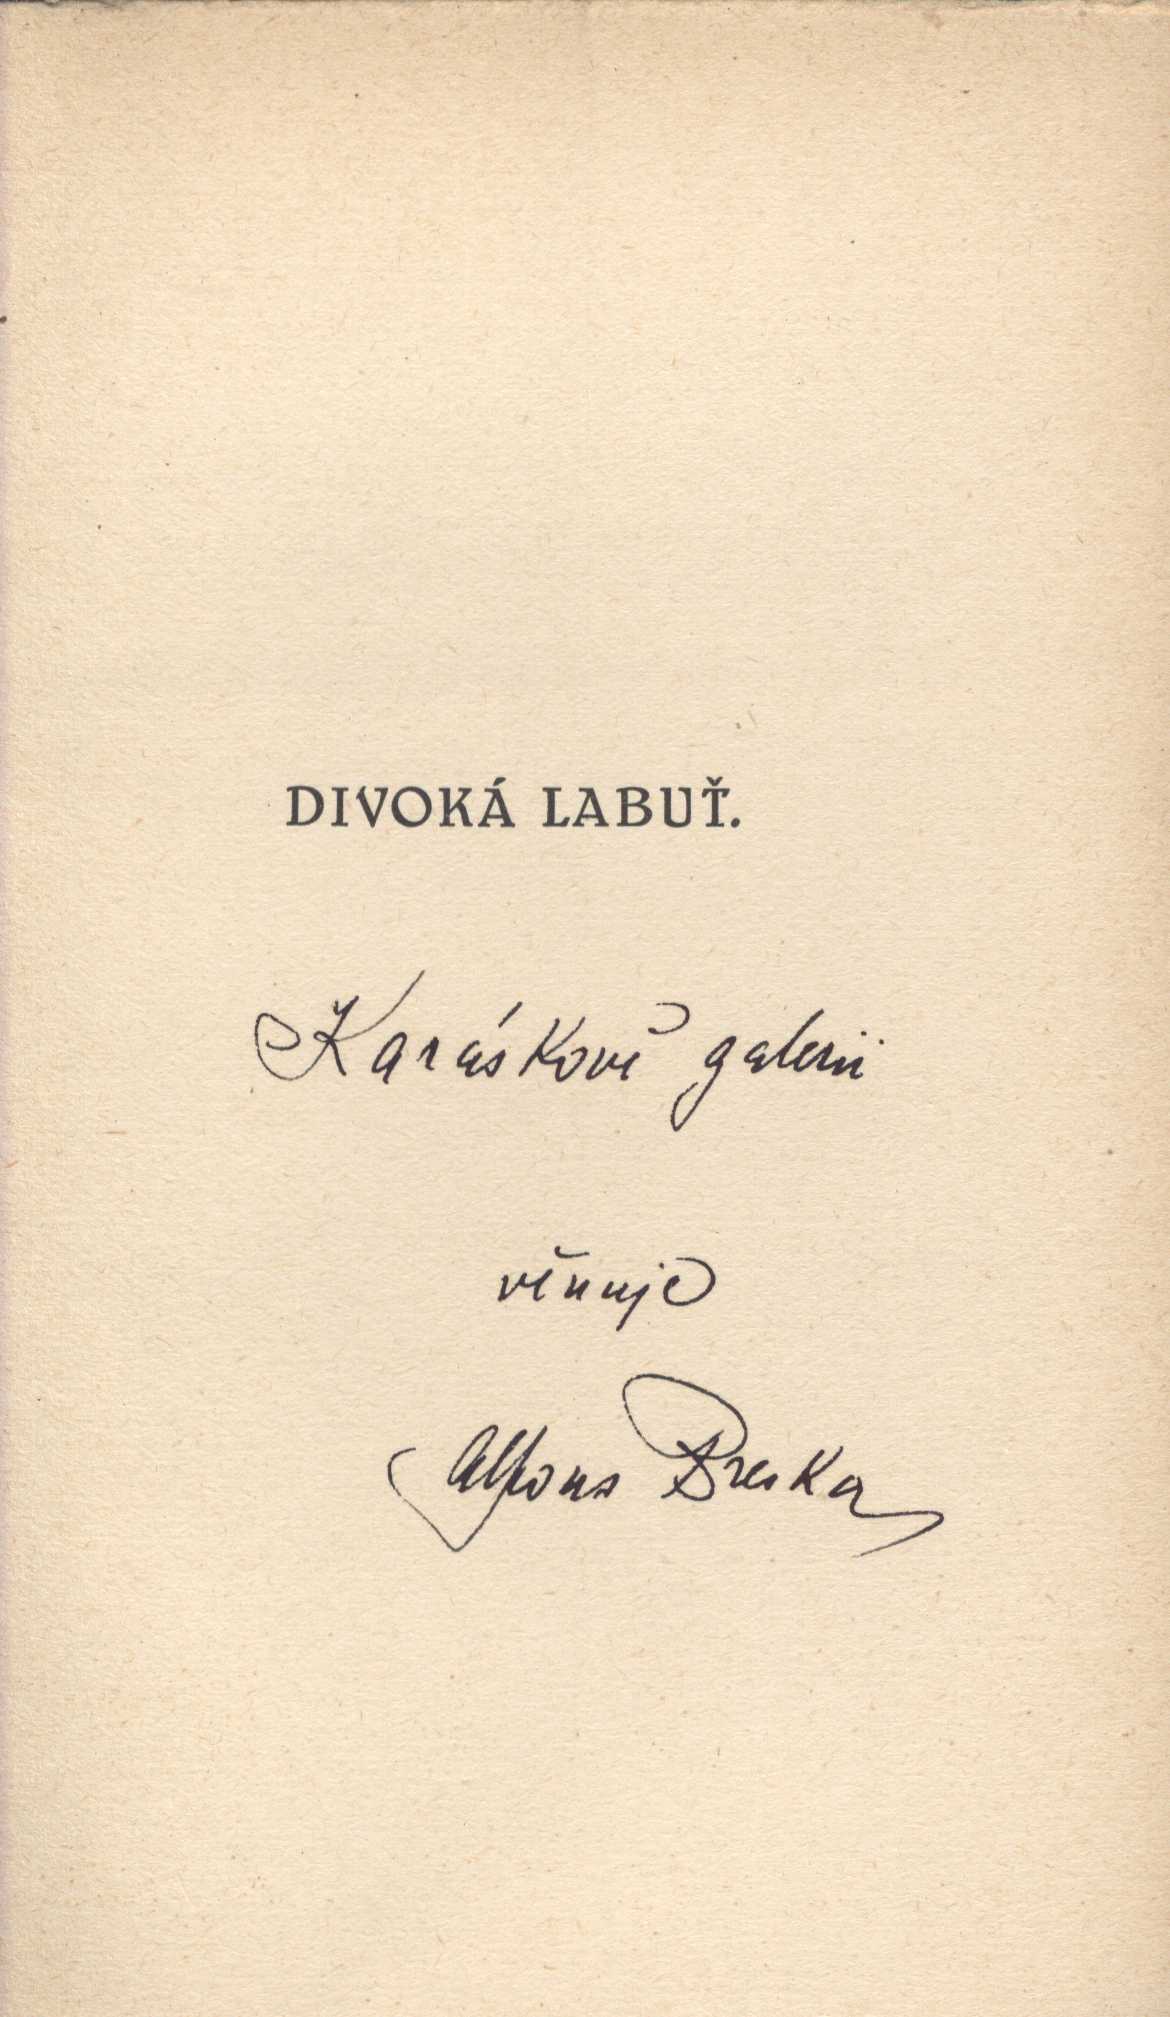 DIVOKÁ LABUŤ.
Karáskově galerii
věnuje
Alfons Breska